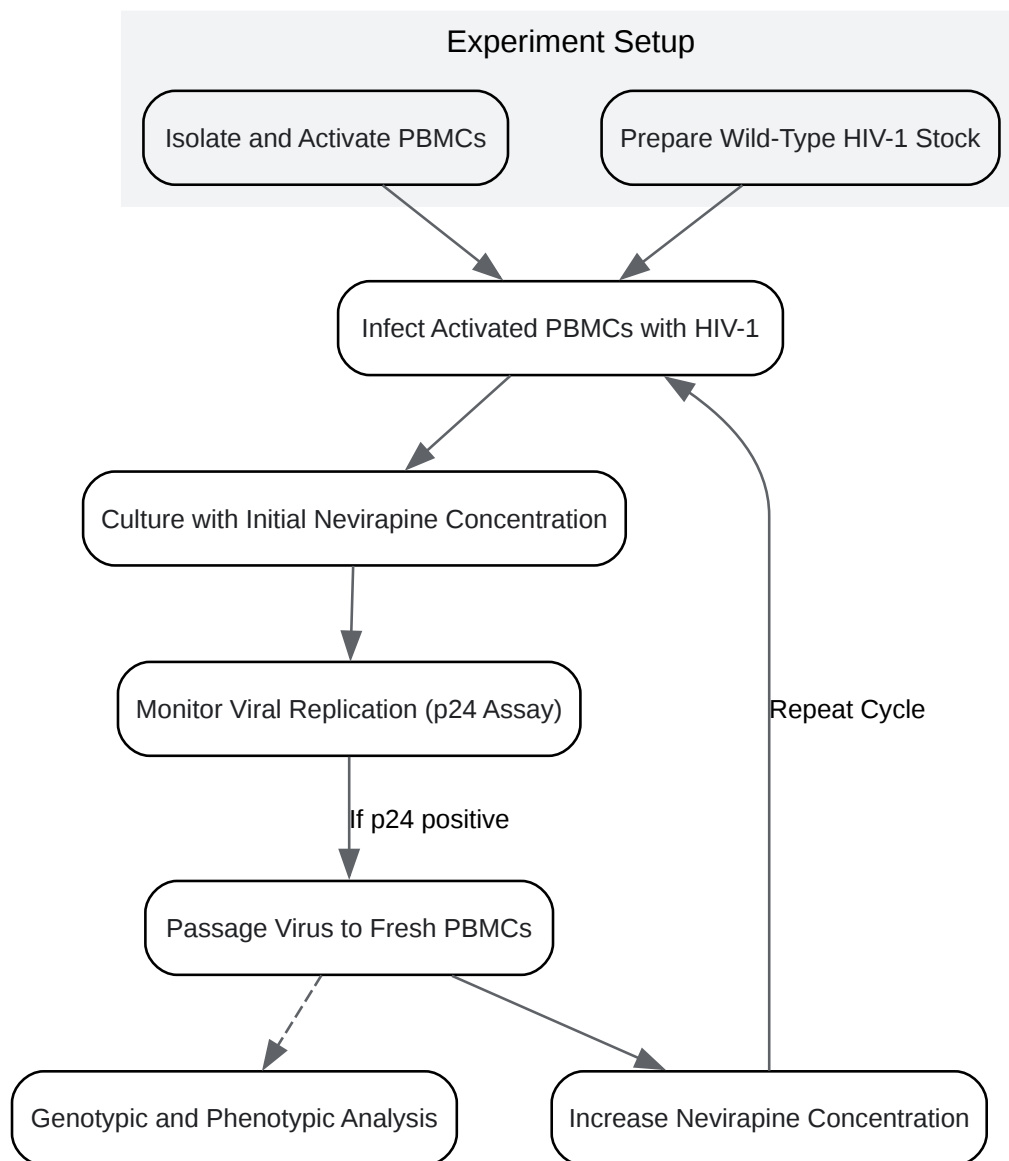 Experiment Setup
Isolate and Activate PBMCs
Prepare Wild-Type HIV-1 Stock
Infect Activated PBMCs with HIV-1
Culture with Initial Nevirapine Concentration
Monitor Viral Replication (p24 Assay)
Repeat Cycle
If p24 positive
Passage Virus to Fresh PBMCs
Genotypic and Phenotypic Analysis
Increase Nevirapine Concentration